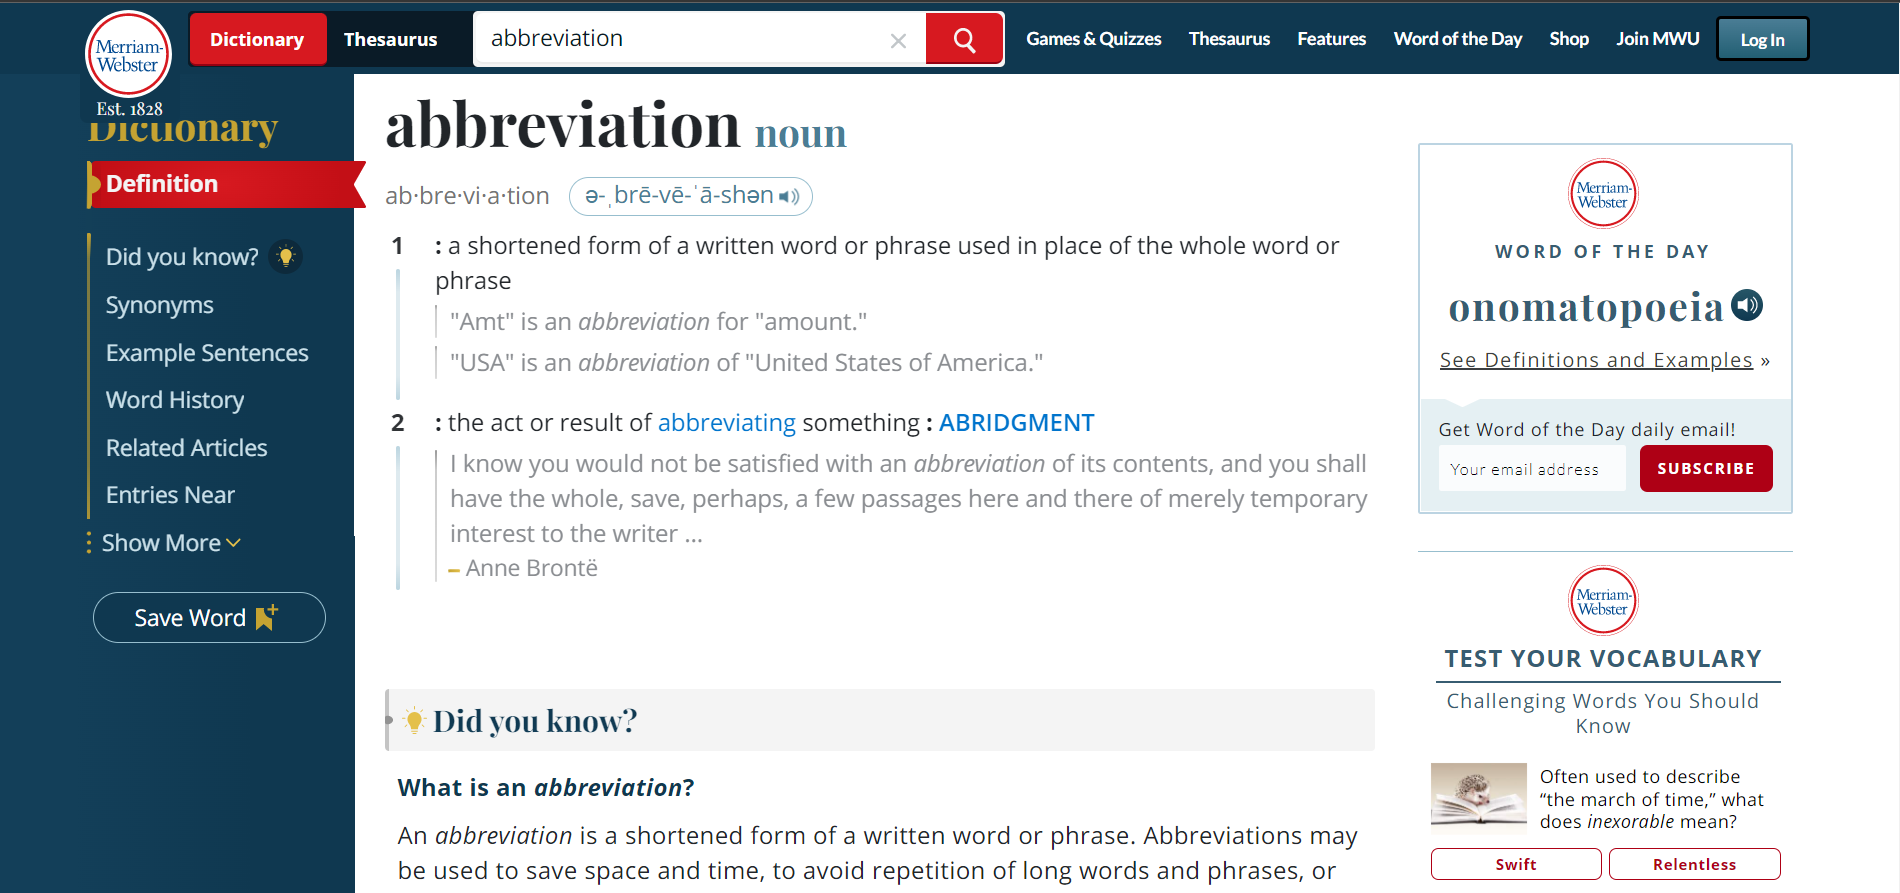 Merriam-
Webster
Est. 1828
Dictionary
Thesaurus
abbreviation
Games & Quizzes
Thesaurus
Features
Word of the Day
Shop
Join MWU
Log In
Dictionary
Definition
Did you know?
Synonyms
Example Sentences
Word History
Related Articles
Entries Near
Show More
Save Word
abbreviation noun
ab·bre·vi·a·tion
ə-ˌbrē-vē-ˈā-shən
1 : a shortened form of a written word or phrase used in place of the whole word or
phrase
"Amt" is an abbreviation for "amount."
"USA" is an abbreviation of "United States of America."
2 : the act or result of abbreviating something : ABRIDGMENT
I know you would not be satisfied with an abbreviation of its contents, and you shall
have the whole, save, perhaps, a few passages here and there of merely temporary
interest to the writer …
– Anne Brontë
Did you know?
What is an abbreviation?
An abbreviation is a shortened form of a written word or phrase. Abbreviations may
be used to save space and time, to avoid repetition of long words and phrases, or
Merriam-
Webster
WORD OF THE DAY
onomatopoeia
See Definitions and Examples »
Get Word of the Day daily email!
Your email address
SUBSCRIBE
Merriam-
Webster
TEST YOUR VOCABULARY
Challenging Words You Should
Know
Often used to describe
“the march of time,” what
does inexorable mean?
Swift
Relentless